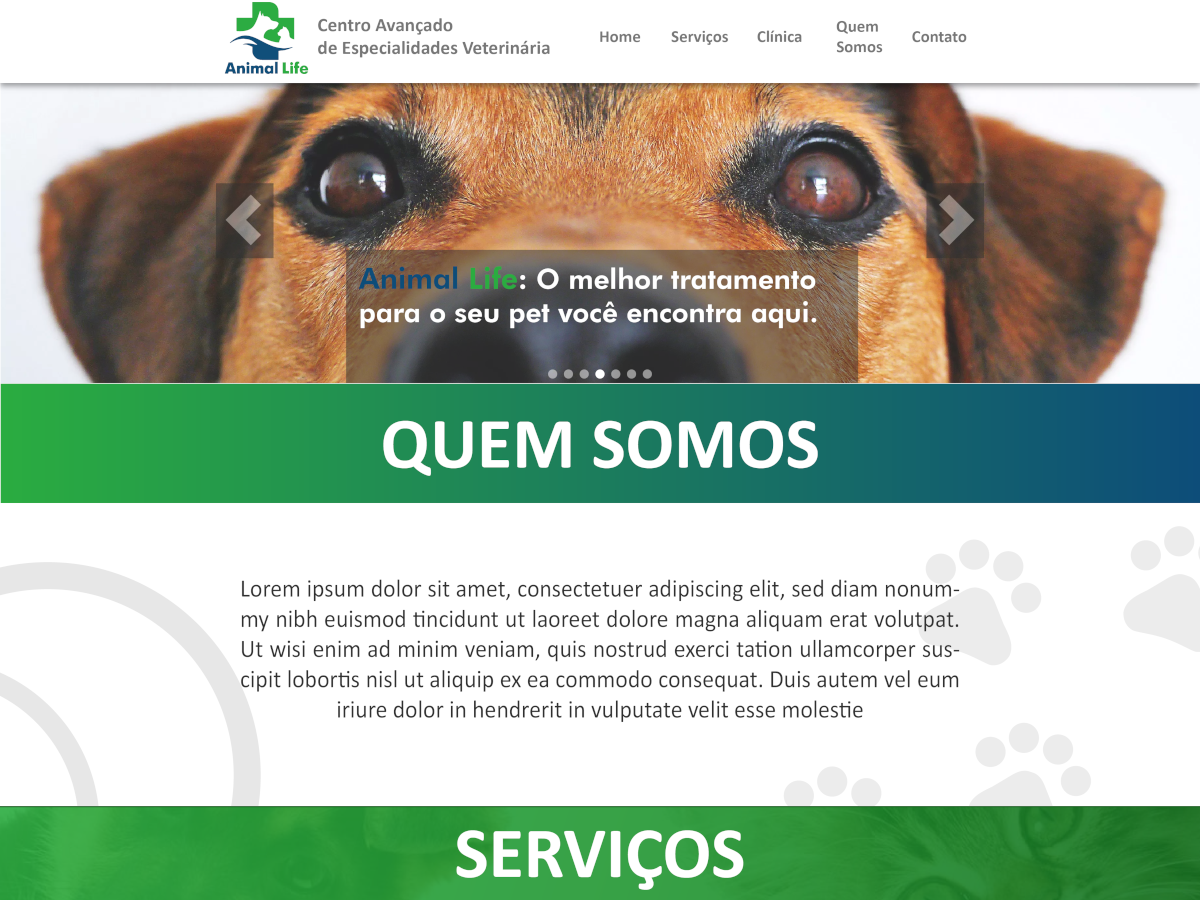 Animal Life
Centro Avançado
de Especialidades Veterinária
Home
Serviços
Clínica
Quem
Somos
Contato
Animal Life: O melhor tratamento
para o seu pet você encontra aqui.
QUEM SOMOS
Lorem ipsum dolor sit amet, consectetuer adipiscing elit, sed diam nonum-
my nibh euismod tincidunt ut laoreet dolore magna aliquam erat volutpat.
Ut wisi enim ad minim veniam, quis nostrud exerci tation ullamcorper sus-
cipit lobortis nisl ut aliquip ex ea commodo consequat. Duis autem vel eum
iriure dolor in hendrerit in vulputate velit esse molestie
SERVIÇOS